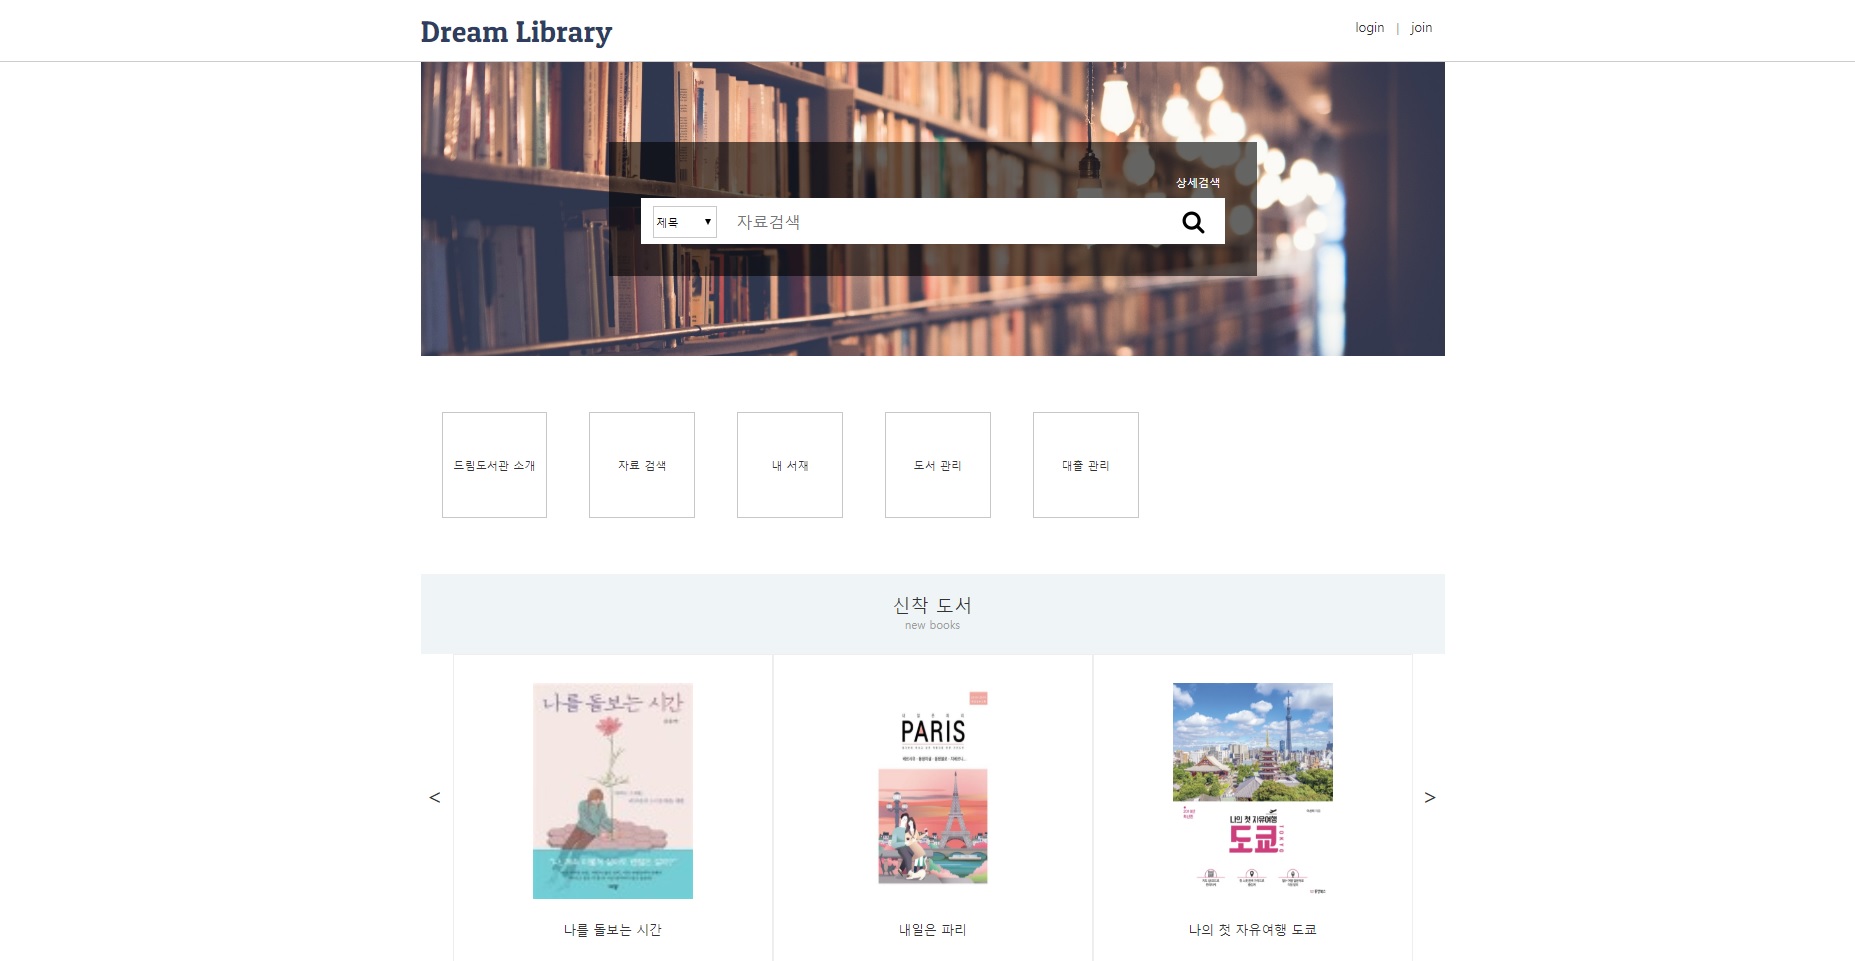 Dream Library
login | join
상세검색
제목
자료검색
드림도서관 소개
자료 검색
내 서재
도서 관리
대출 관리
신착 도서
new books
나를 돌보는 시간
PARIS
나의 첫 자유여행
도쿄
TOKYO
<
>
나를 돌보는 시간
내일은 파리
나의 첫 자유여행 도쿄